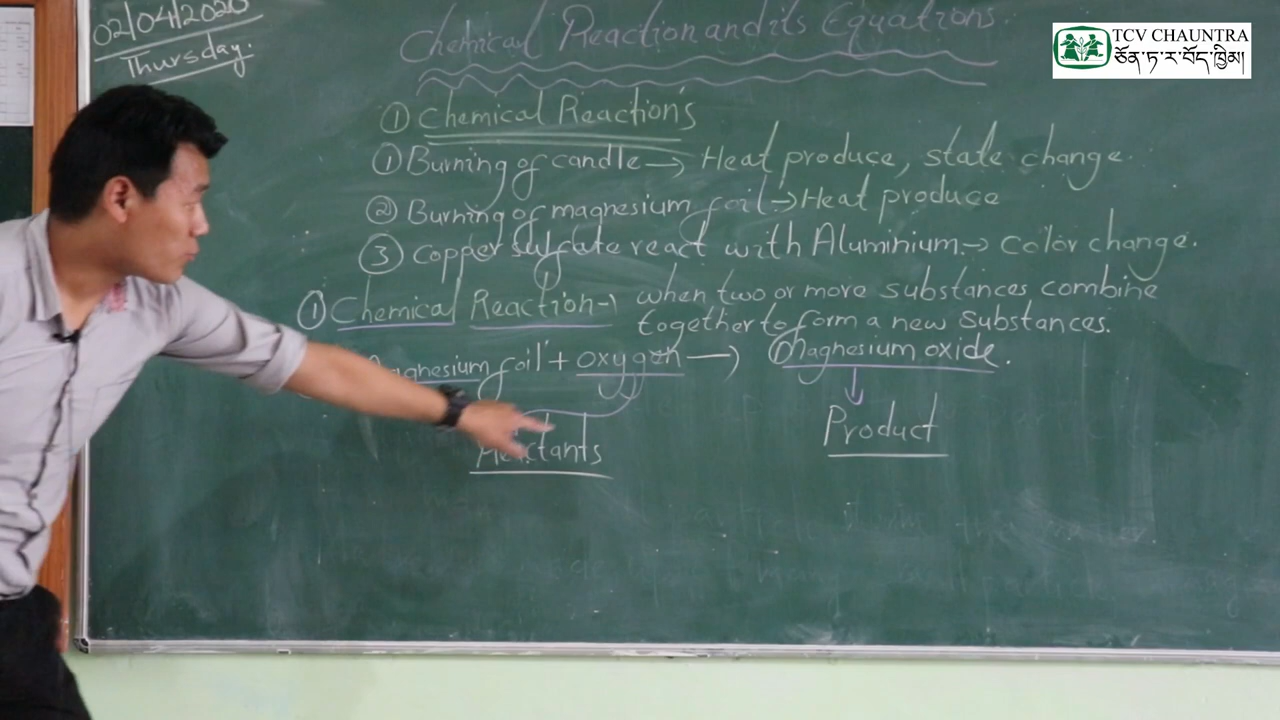 02/04/2020
Thursday.
Chemical Reaction and its Equations.
TCV CHAUNTRA
ཅོན་ཏ་ར་བོད་ཁྱིམ།
① Chemical Reaction's
① Burning of candle → Heat produce, state change.
② Burning of magnesium foil → Heat produce
③ Copper sulfate react with Aluminium → color change.
① Chemical Reaction → when two or more substances combine
together to form a new substances.
Magnesium foil + oxygen → Magnesium oxide.
Reactants
Product